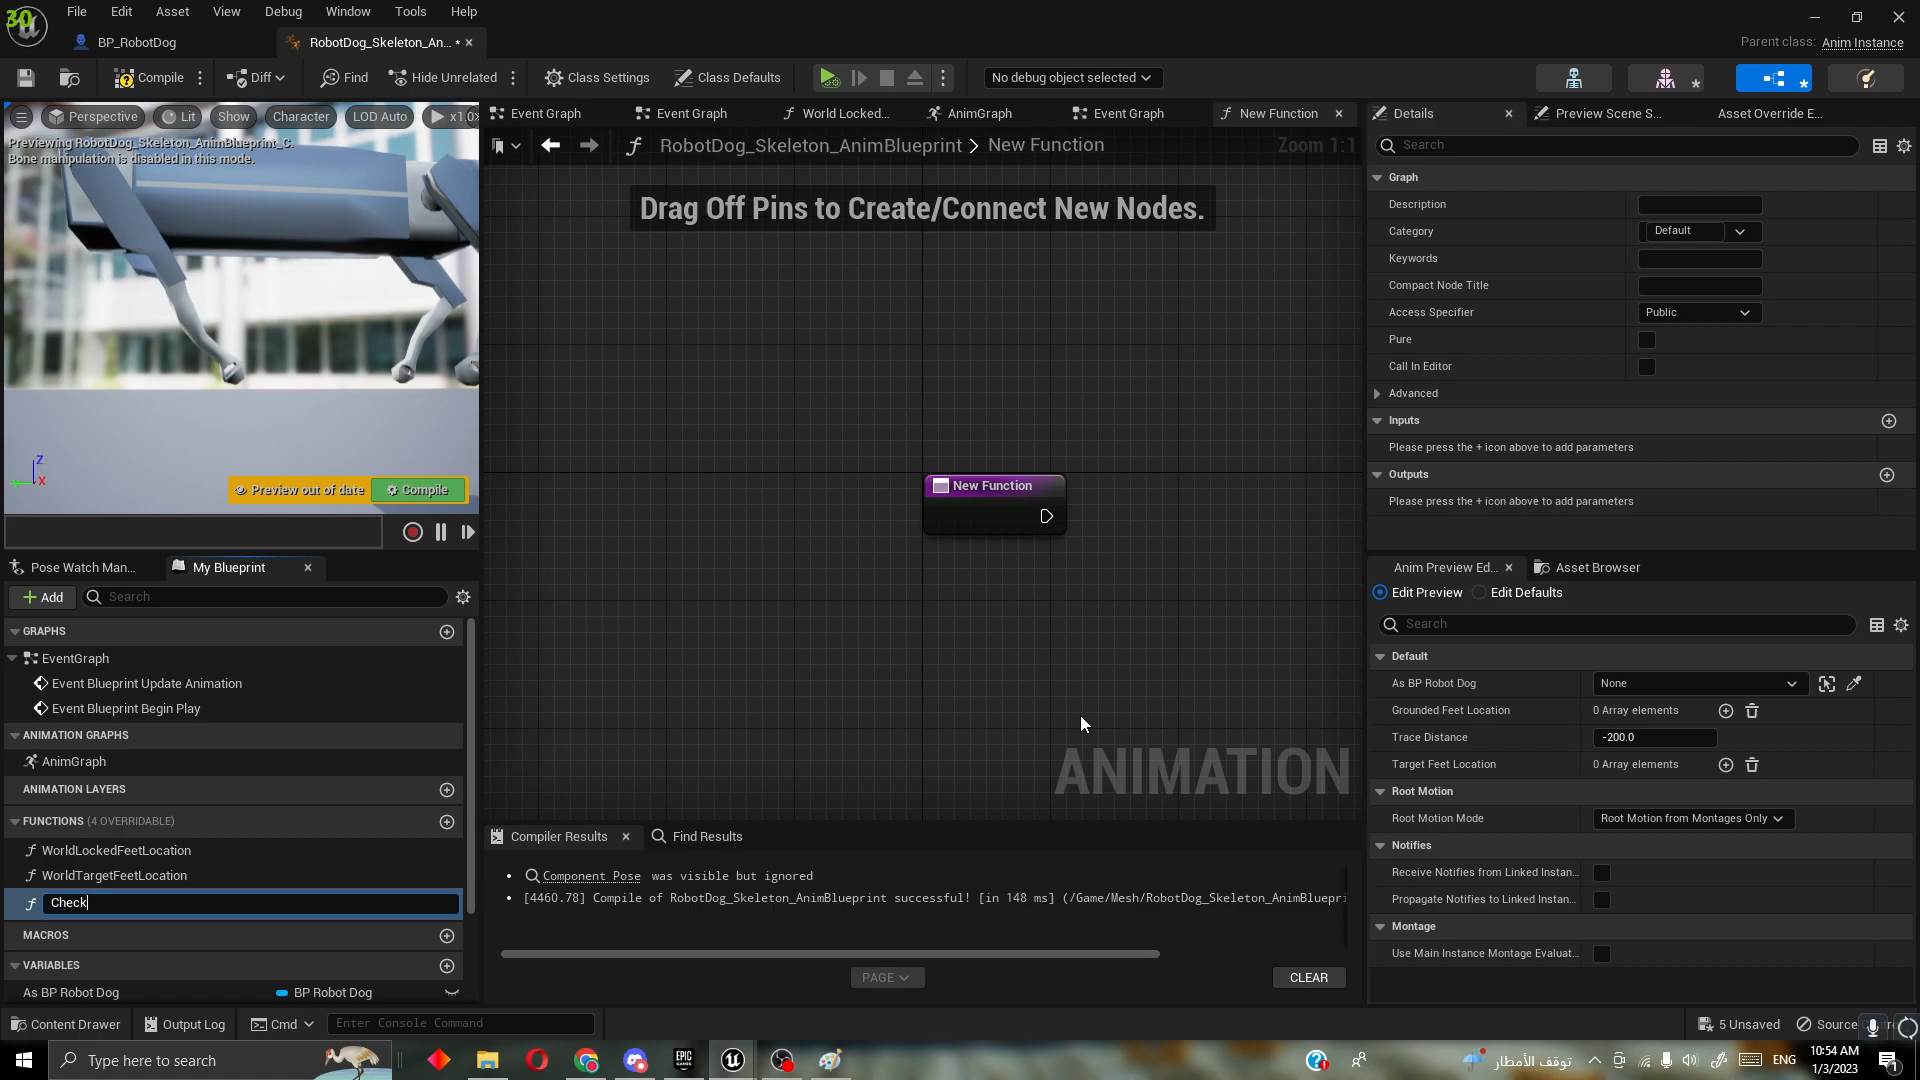 30
File Edit Asset View Debug Window Tools Help
BP_RobotDog
RobotDog_Skeleton_An... *
Parent class: Anim Instance
Compile
Diff
Find
Hide Unrelated
Class Settings
Class Defaults
No debug object selected
Perspective
Lit
Show
Character
LOD Auto
x1.0
Previewing RobotDog_Skeleton_AnimBlueprint_C.
Bone manipulation is disabled in this mode.
Z
X
Preview out of date
Compile
Event Graph
Event Graph
World Locked...
AnimGraph
Event Graph
New Function
RobotDog_Skeleton_AnimBlueprint > New Function
Zoom 1:1
Drag Off Pins to Create/Connect New Nodes.
New Function
ANIMATION
Pose Watch Man...
My Blueprint
Add
Search
GRAPHS
EventGraph
Event Blueprint Update Animation
Event Blueprint Begin Play
ANIMATION GRAPHS
AnimGraph
ANIMATION LAYERS
FUNCTIONS (4 OVERRIDABLE)
WorldLockedFeetLocation
WorldTargetFeetLocation
Check
MACROS
VARIABLES
As BP Robot Dog
BP Robot Dog
Compiler Results
Find Results
Component Pose was visible but ignored
[4460.78] Compile of RobotDog_Skeleton_AnimBlueprint successful! [in 148 ms] (/Game/Mesh/RobotDog_Skeleton_AnimBluepri
PAGE
CLEAR
Details
Preview Scene S...
Asset Override E...
Search
Graph
Description
Category
Default
Keywords
Compact Node Title
Access Specifier
Public
Pure
Call In Editor
Advanced
Inputs
Please press the + icon above to add parameters
Outputs
Please press the + icon above to add parameters
Anim Preview Ed...
Asset Browser
Edit Preview
Edit Defaults
Search
Default
As BP Robot Dog
None
Grounded Feet Location
0 Array elements
Trace Distance
-200.0
Target Feet Location
0 Array elements
Root Motion
Root Motion Mode
Root Motion from Montages Only
Notifies
Receive Notifies from Linked Instan...
Propagate Notifies to Linked Instan...
Montage
Use Main Instance Montage Evaluat...
Content Drawer
Output Log
Cmd
Enter Console Command
5 Unsaved
Source
Type here to search
EPIC
توقف الأمطار
ENG
10:54 AM
1/3/2023
1